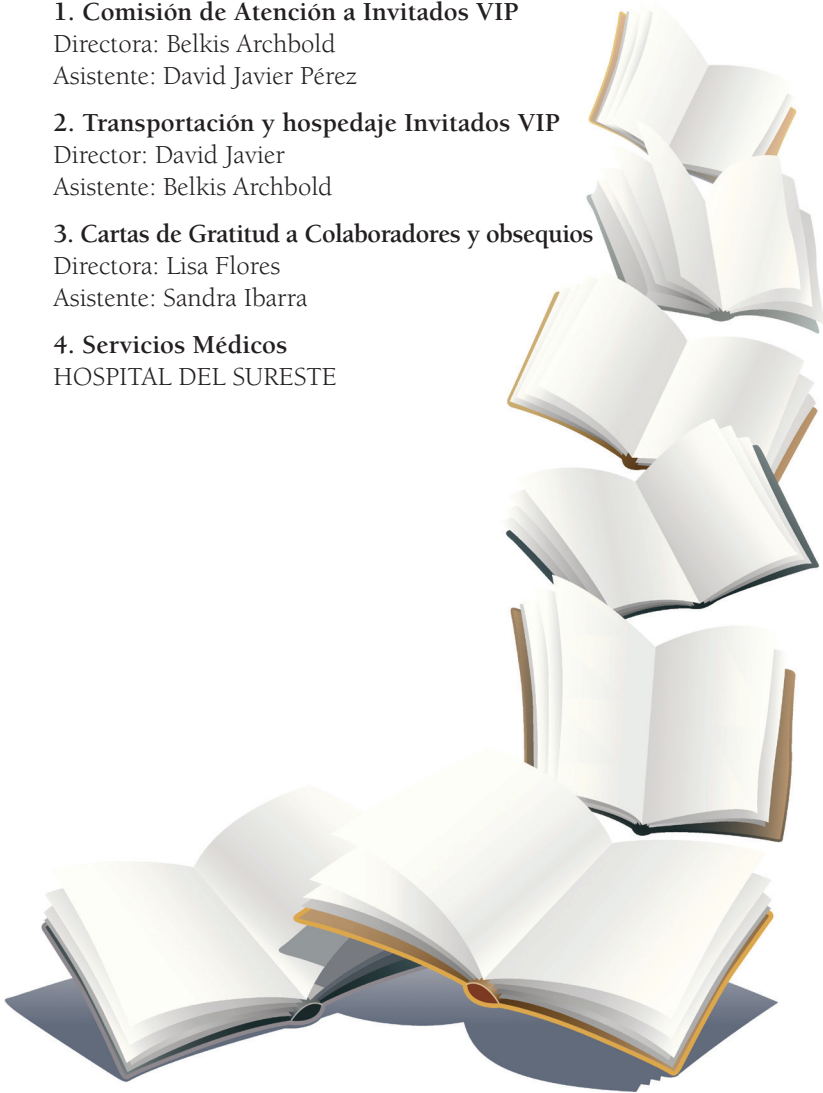 1. Comisión de Atención a Invitados VIP
Directora: Belkis Archbold
Asistente: David Javier Pérez
2. Transportación y hospedaje Invitados VIP
Director: David Javier
Asistente: Belkis Archbold
3. Cartas de Gratitud a Colaboradores y obsequios
Directora: Lisa Flores
Asistente: Sandra Ibarra
4. Servicios Médicos
HOSPITAL DEL SURESTE